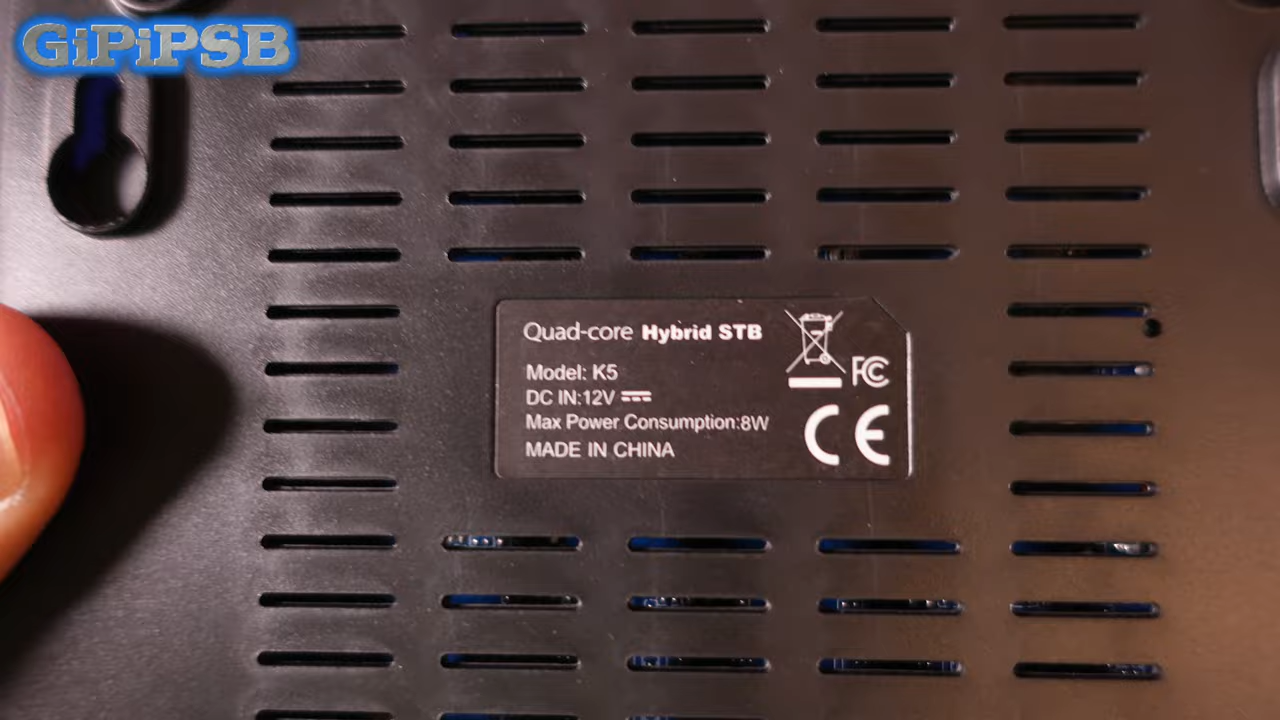 GiPiPSB
Quad-core Hybrid STB
Model: K5
DC IN:12V
Max Power Consumption:8W
MADE IN CHINA
FC
CE